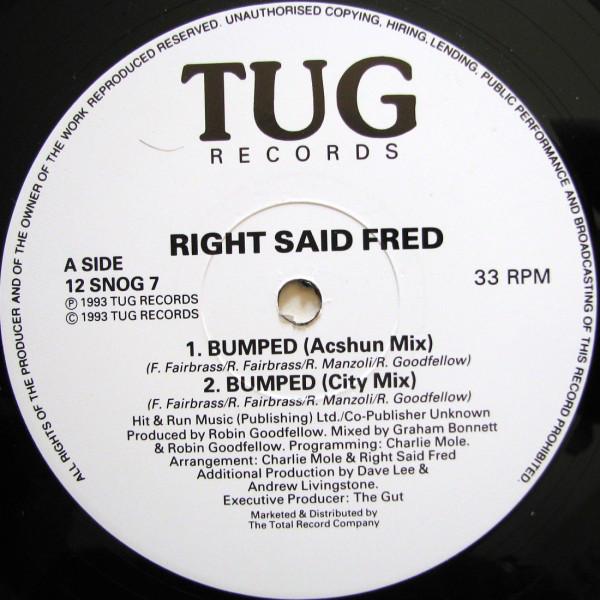 ALL RIGHTS OF THE PRODUCER AND OF THE OWNER OF THE WORK REPRODUCED RESERVED. UNAUTHORISED COPYING, HIRING, LENDING, PUBLIC PERFORMANCE AND BROADCASTING OF THIS RECORD PROHIBITED.
TUG
RECORDS
RIGHT SAID FRED
A SIDE
12 SNOG 7
33 RPM
Ⓟ 1993 TUG RECORDS
© 1993 TUG RECORDS
1. BUMPED (Acshun Mix)
(F. Fairbrass/R. Fairbrass/R. Manzoli/R. Goodfellow)
2. BUMPED (City Mix)
(F. Fairbrass/R. Fairbrass/R. Manzoli/R. Goodfellow)
Hit & Run Music (Publishing) Ltd./Co-Publisher Unknown
Produced by Robin Goodfellow. Mixed by Graham Bonnett
& Robin Goodfellow. Programming: Charlie Mole.
Arrangement: Charlie Mole & Right Said Fred
Additional Production by Dave Lee &
Andrew Livingstone.
Executive Producer: The Gut
Marketed & Distributed by
The Total Record Company